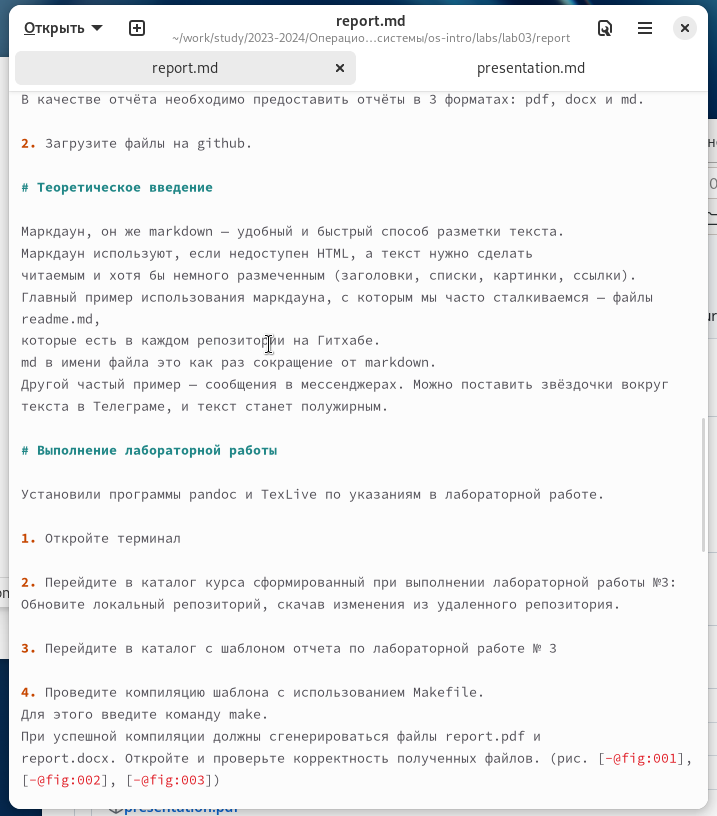 Открыть
report.md
~/work/study/2023-2024/Операцио…системы/os-intro/labs/lab03/report
report.md
presentation.md
В качестве отчёта необходимо предоставить отчёты в 3 форматах: pdf, docx и md.
2. Загрузите файлы на github.
# Теоретическое введение
Маркдаун, он же markdown — удобный и быстрый способ разметки текста.
Маркдаун используют, если недоступен HTML, а текст нужно сделать
читаемым и хотя бы немного размеченным (заголовки, списки, картинки, ссылки).
Главный пример использования маркдауна, с которым мы часто сталкиваемся — файлы
readme.md,
которые есть в каждом репозитории на Гитхабе.
md в имени файла это как раз сокращение от markdown.
Другой частый пример — сообщения в мессенджерах. Можно поставить звёздочки вокруг
текста в Телеграме, и текст станет полужирным.
# Выполнение лабораторной работы
Установили программы pandoc и TexLive по указаниям в лабораторной работе.
1. Откройте терминал
2. Перейдите в каталог курса сформированный при выполнении лабораторной работы №3:
Обновите локальный репозиторий, скачав изменения из удаленного репозитория.
3. Перейдите в каталог с шаблоном отчета по лабораторной работе № 3
4. Проведите компиляцию шаблона с использованием Makefile.
Для этого введите команду make.
При успешной компиляции должны сгенерироваться файлы report.pdf и
report.docx. Откройте и проверьте корректность полученных файлов. (рис. [-@fig:001],
[-@fig:002], [-@fig:003])
presentation.pdf